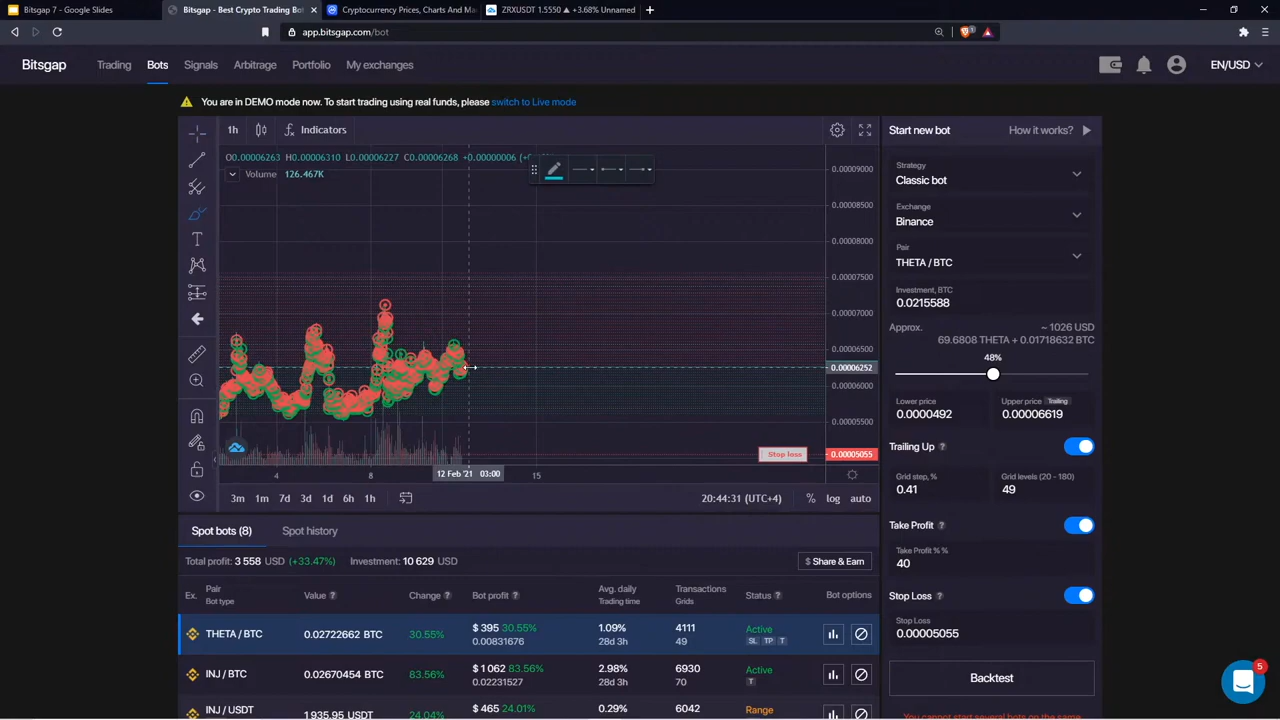 Bitsgap 7 - Google Slides
Bitsgap - Best Crypto Trading Bot
Cryptocurrency Prices, Charts And Ma
ZRXUSD 1.5550 ▲ +3.68% Unnamed
app.bitsgap.com/bot
Bitsgap Trading Bots Signals Arbitrage Portfolio My exchanges EN/USD
You are in DEMO mode now. To start trading using real funds, please switch to Live mode
1h Indicators
O0.00006263 H0.00006310 L0.00006227 C0.00006268 +0.00000006 (+0
Volume 126.467K
0.00009000
0.00008500
0.00008000
0.00007500
0.00007000
0.00006500
0.00006252
0.00006000
0.00005500
Stop loss 0.00005055
4 8 12 Feb '21 03:00 15
3m 1m 7d 3d 1d 6h 1h 20:44:31 (UTC+4) % log auto
Start new bot How it works?
Strategy
Classic bot
Exchange
Binance
Pair
THETA / BTC
Investment, BTC
0.0215588
Approx. ~ 1026 USD
69.6808 THETA + 0.01718632 BTC
48%
Lower price Upper price Trailing
0.0000492 0.00006619
Trailing Up ?
Grid step, % Grid levels (20 - 180)
0.41 49
Take Profit ?
Take Profit % %
40
Stop Loss ?
Stop Loss
0.00005055
Backtest
You cannot start several bots on the same
5
Spot bots (8) Spot history
Total profit: 3 558 USD (+33.47%) Investment: 10 629 USD $ Share & Earn
Ex. Pair Value ? Change ? Bot profit ? Avg. daily Transactions Status ? Bot options
Bot type Trading time Grids
THETA / BTC 0.02722662 BTC 30.55% $ 395 30.55% 1.09% 4111 Active
0.00831676 28d 3h 49 SL TP T
INJ / BTC 0.02670454 BTC 83.56% $ 1 062 83.56% 2.98% 6930 Active
0.02231527 28d 3h 70 T
INJ / USDT 1 935.95 USDT 24.04% $ 465 24.01% 0.29% 6042 Range